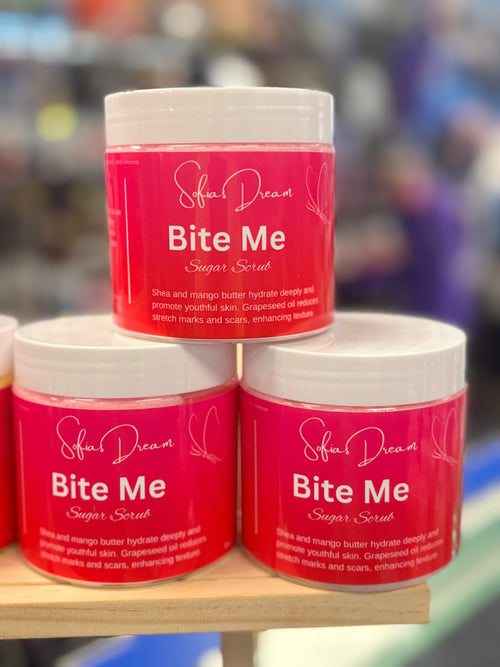 Sofias Dream
Bite Me
Sugar Scrub
Shea and mango butter hydrate deeply and
promote youthful skin. Grapeseed oil reduces
stretch marks and scars, enhancing texture.
Sofias Dream
Bite Me
Sugar Scrub
Shea and mango butter hydrate deeply and
promote youthful skin. Grapeseed oil reduces
stretch marks and scars, enhancing texture.
Sofias Dream
Bite Me
Sugar Scrub
Shea and mango butter hydrate deeply and
promote youthful skin. Grapeseed oil reduces
stretch marks and scars, enhancing texture.